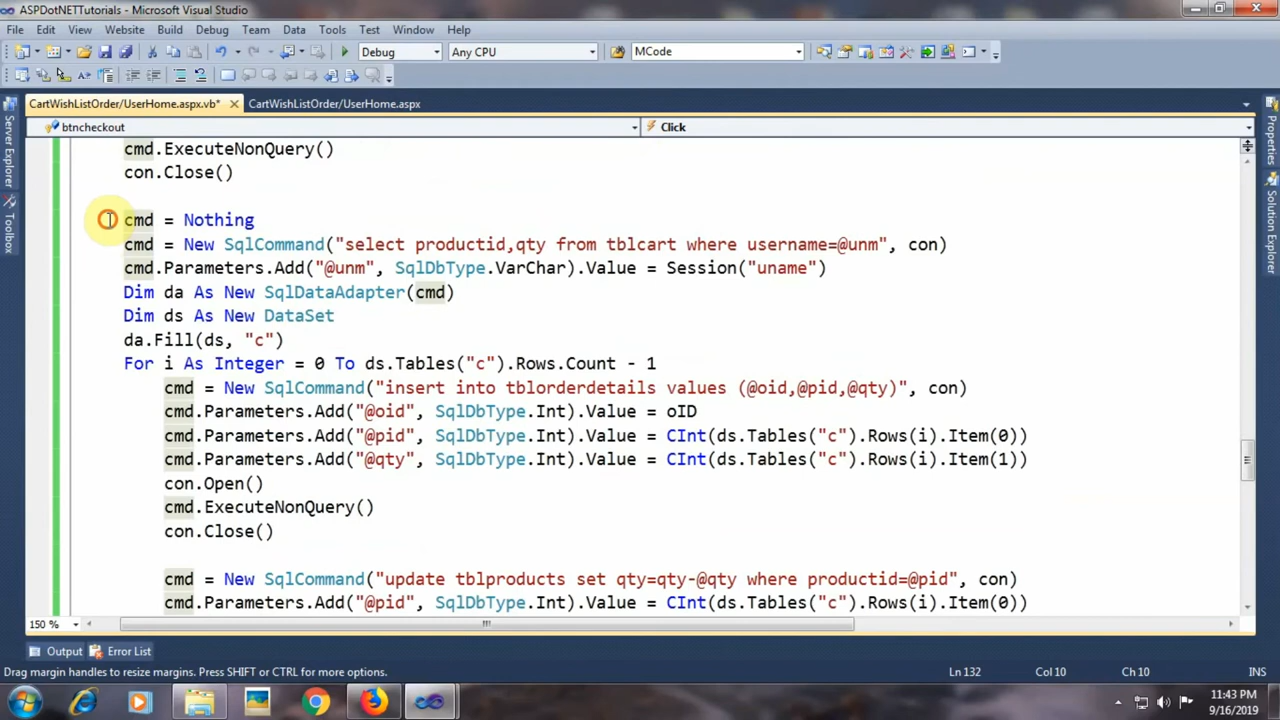 ASPDotNETTutorials - Microsoft Visual Studio
File Edit View Website Build Debug Team Data Tools Test Window Help
Debug Any CPU MCode
CartWishListOrder/UserHome.aspx.vb* CartWishListOrder/UserHome.aspx
btncheckout Click
cmd.ExecuteNonQuery()
con.Close()
cmd = Nothing
cmd = New SqlCommand("select productid,qty from tblcart where username=@unm", con)
cmd.Parameters.Add("@unm", SqlDbType.VarChar).Value = Session("uname")
Dim da As New SqlDataAdapter(cmd)
Dim ds As New DataSet
da.Fill(ds, "c")
For i As Integer = 0 To ds.Tables("c").Rows.Count - 1
cmd = New SqlCommand("insert into tblorderdetails values (@oid,@pid,@qty)", con)
cmd.Parameters.Add("@oid", SqlDbType.Int).Value = oID
cmd.Parameters.Add("@pid", SqlDbType.Int).Value = CInt(ds.Tables("c").Rows(i).Item(0))
cmd.Parameters.Add("@qty", SqlDbType.Int).Value = CInt(ds.Tables("c").Rows(i).Item(1))
con.Open()
cmd.ExecuteNonQuery()
con.Close()
cmd = New SqlCommand("update tblproducts set qty=qty-@qty where productid=@pid", con)
cmd.Parameters.Add("@pid", SqlDbType.Int).Value = CInt(ds.Tables("c").Rows(i).Item(0))
150 %
Output Error List
Drag margin handles to resize margins. Press SHIFT or CTRL for more options. Ln 132 Col 10 Ch 10 INS
11:43 PM
9/16/2019
Server Explorer
Toolbox
Properties
Solution Explorer